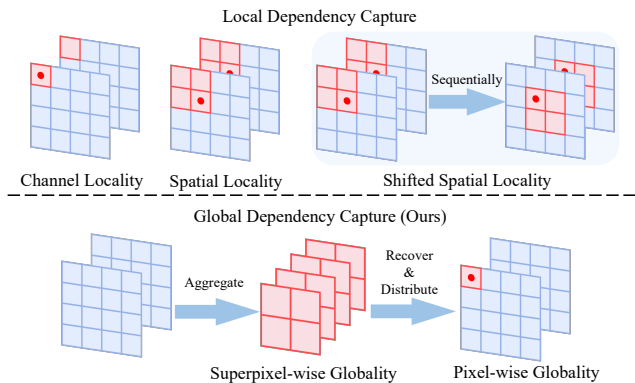 Local Dependency Capture
Sequentially
Channel Locality
Spatial Locality
Shifted Spatial Locality
Global Dependency Capture (Ours)
Aggregate
Recover
&
Distribute
Superpixel-wise Globality
Pixel-wise Globality